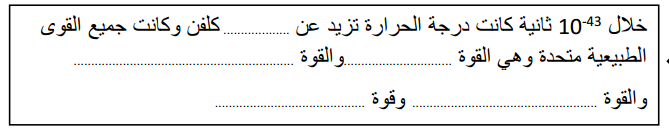 خلال 10⁻⁴³ ثانية كانت درجة الحرارة تزيد عن .................... كلفن وكانت جميع القوى
الطبيعية متحدة وهي القوة ..............................والقوة ..............................................................
والقوة .................................................... وقوة ..........................................